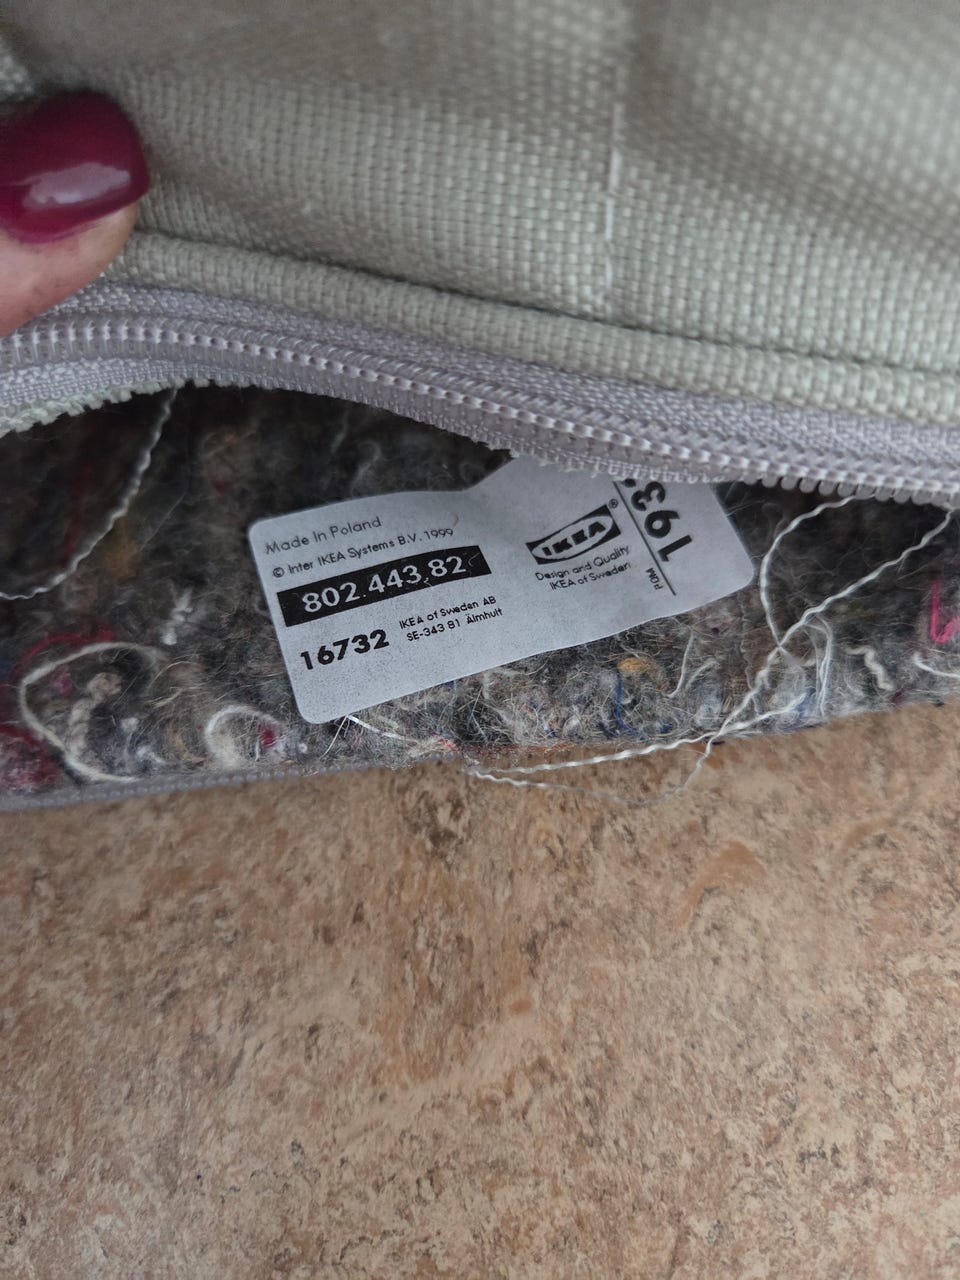 Made In Poland
© Inter IKEA Systems B.V. 1999
802.443.82
16732
IKEA of Sweden AB
SE-343 81 Älmhult
IKEA®
Design and Quality
IKEA of Sweden